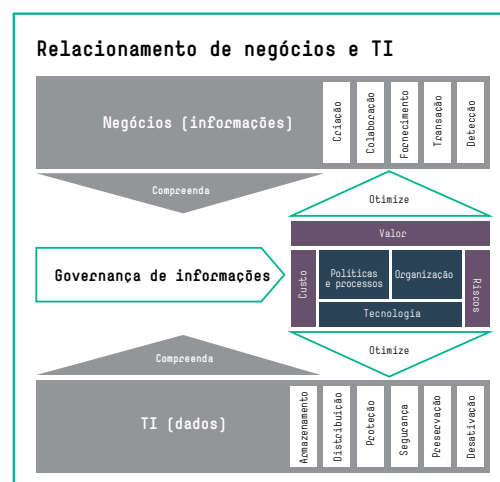 Relacionamento de negócios e TI
Negócios (informações)
Criação
Colaboração
Fornecimento
Transação
Detecção
Compreenda
Otimize
Valor
Governança de informações
Custo
Políticas
e processos
Organização
Riscos
Tecnologia
Compreenda
Otimize
TI (dados)
Armazenamento
Distribuição
Proteção
Segurança
Preservação
Desativação